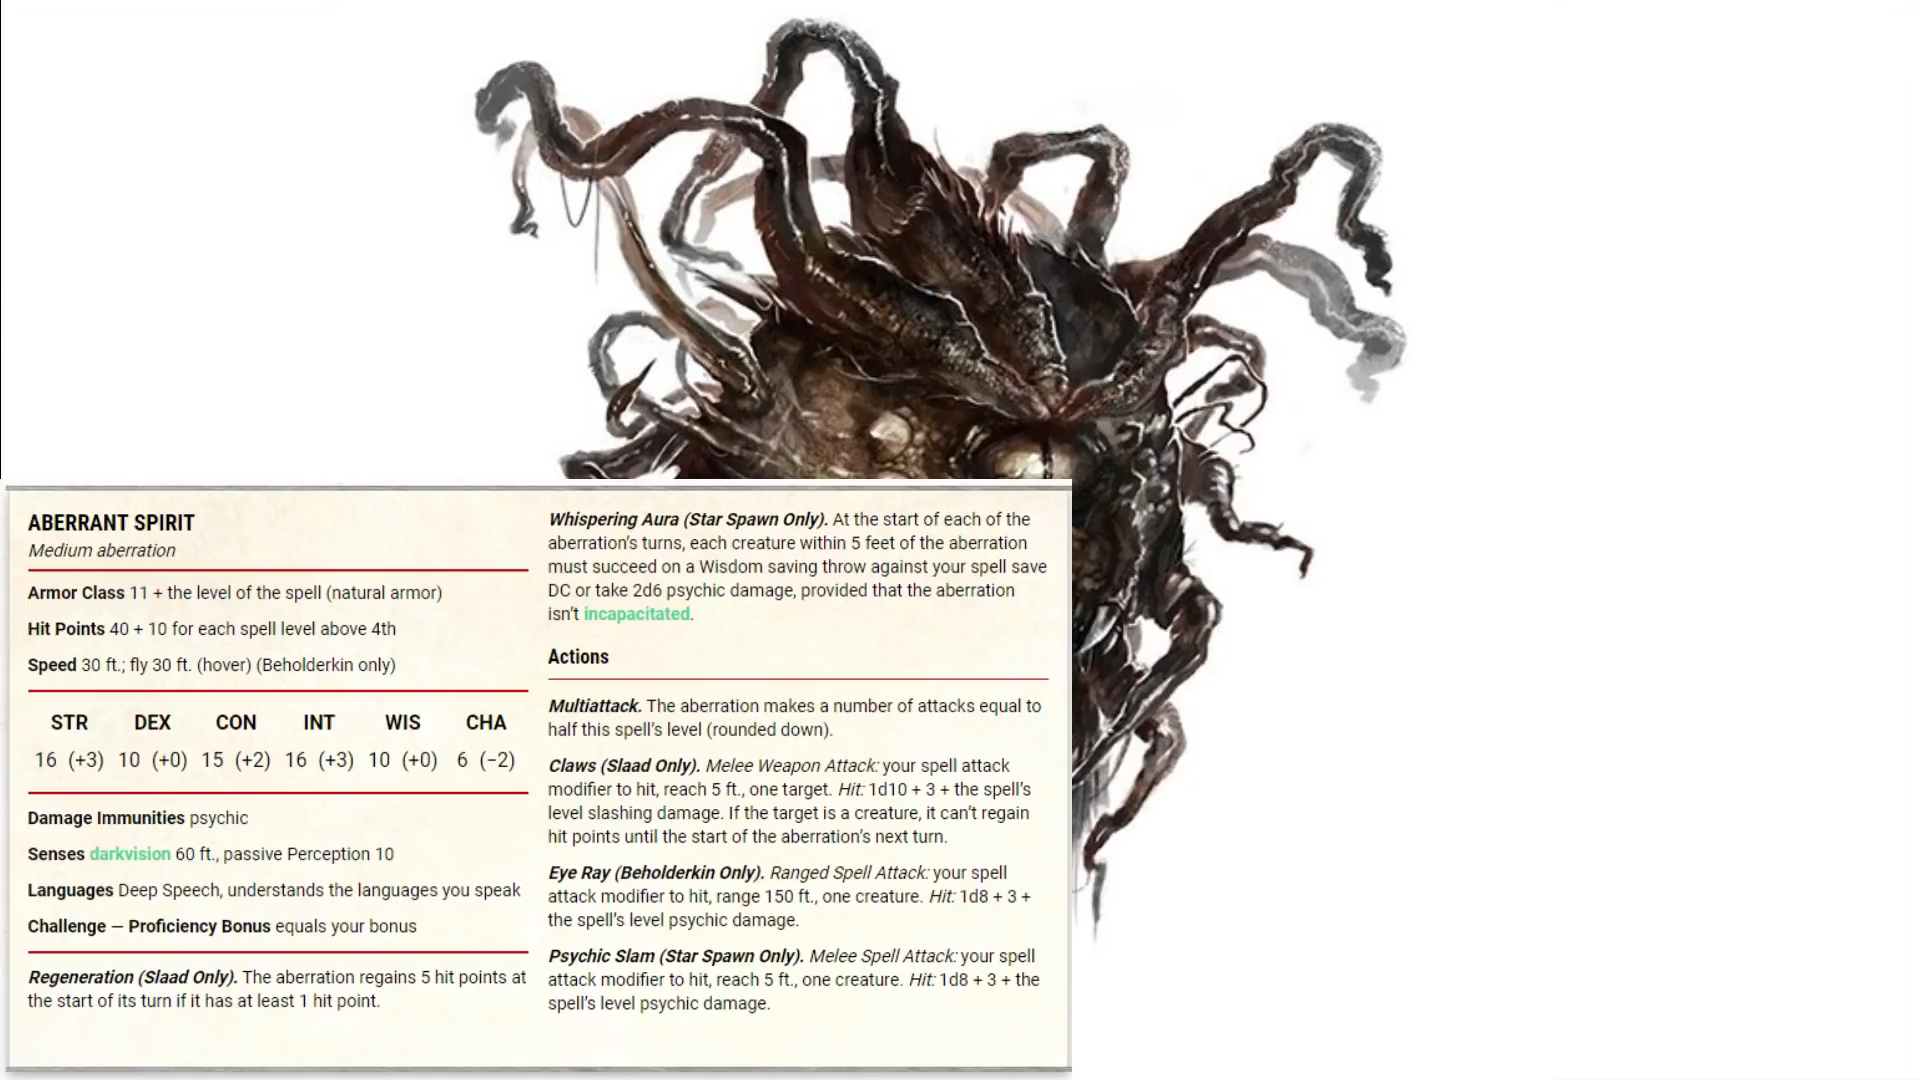 ABERRANT SPIRIT
Medium aberration
Armor Class 11 + the level of the spell (natural armor)
Hit Points 40 + 10 for each spell level above 4th
Speed 30 ft.; fly 30 ft. (hover) (Beholderkin only)
STR DEX CON INT WIS CHA
16 (+3) 10 (+0) 15 (+2) 16 (+3) 10 (+0) 6 (−2)
Damage Immunities psychic
Senses darkvision 60 ft., passive Perception 10
Languages Deep Speech, understands the languages you speak
Challenge — Proficiency Bonus equals your bonus
Regeneration (Slaad Only). The aberration regains 5 hit points at
the start of its turn if it has at least 1 hit point.
Whispering Aura (Star Spawn Only). At the start of each of the
aberration's turns, each creature within 5 feet of the aberration
must succeed on a Wisdom saving throw against your spell save
DC or take 2d6 psychic damage, provided that the aberration
isn't incapacitated.
Actions
Multiattack. The aberration makes a number of attacks equal to
half this spell's level (rounded down).
Claws (Slaad Only). Melee Weapon Attack: your spell attack
modifier to hit, reach 5 ft., one target. Hit: 1d10 + 3 + the spell's
level slashing damage. If the target is a creature, it can't regain
hit points until the start of the aberration's next turn.
Eye Ray (Beholderkin Only). Ranged Spell Attack: your spell
attack modifier to hit, range 150 ft., one creature. Hit: 1d8 + 3 +
the spell's level psychic damage.
Psychic Slam (Star Spawn Only). Melee Spell Attack: your spell
attack modifier to hit, reach 5 ft., one creature. Hit: 1d8 + 3 + the
spell's level psychic damage.